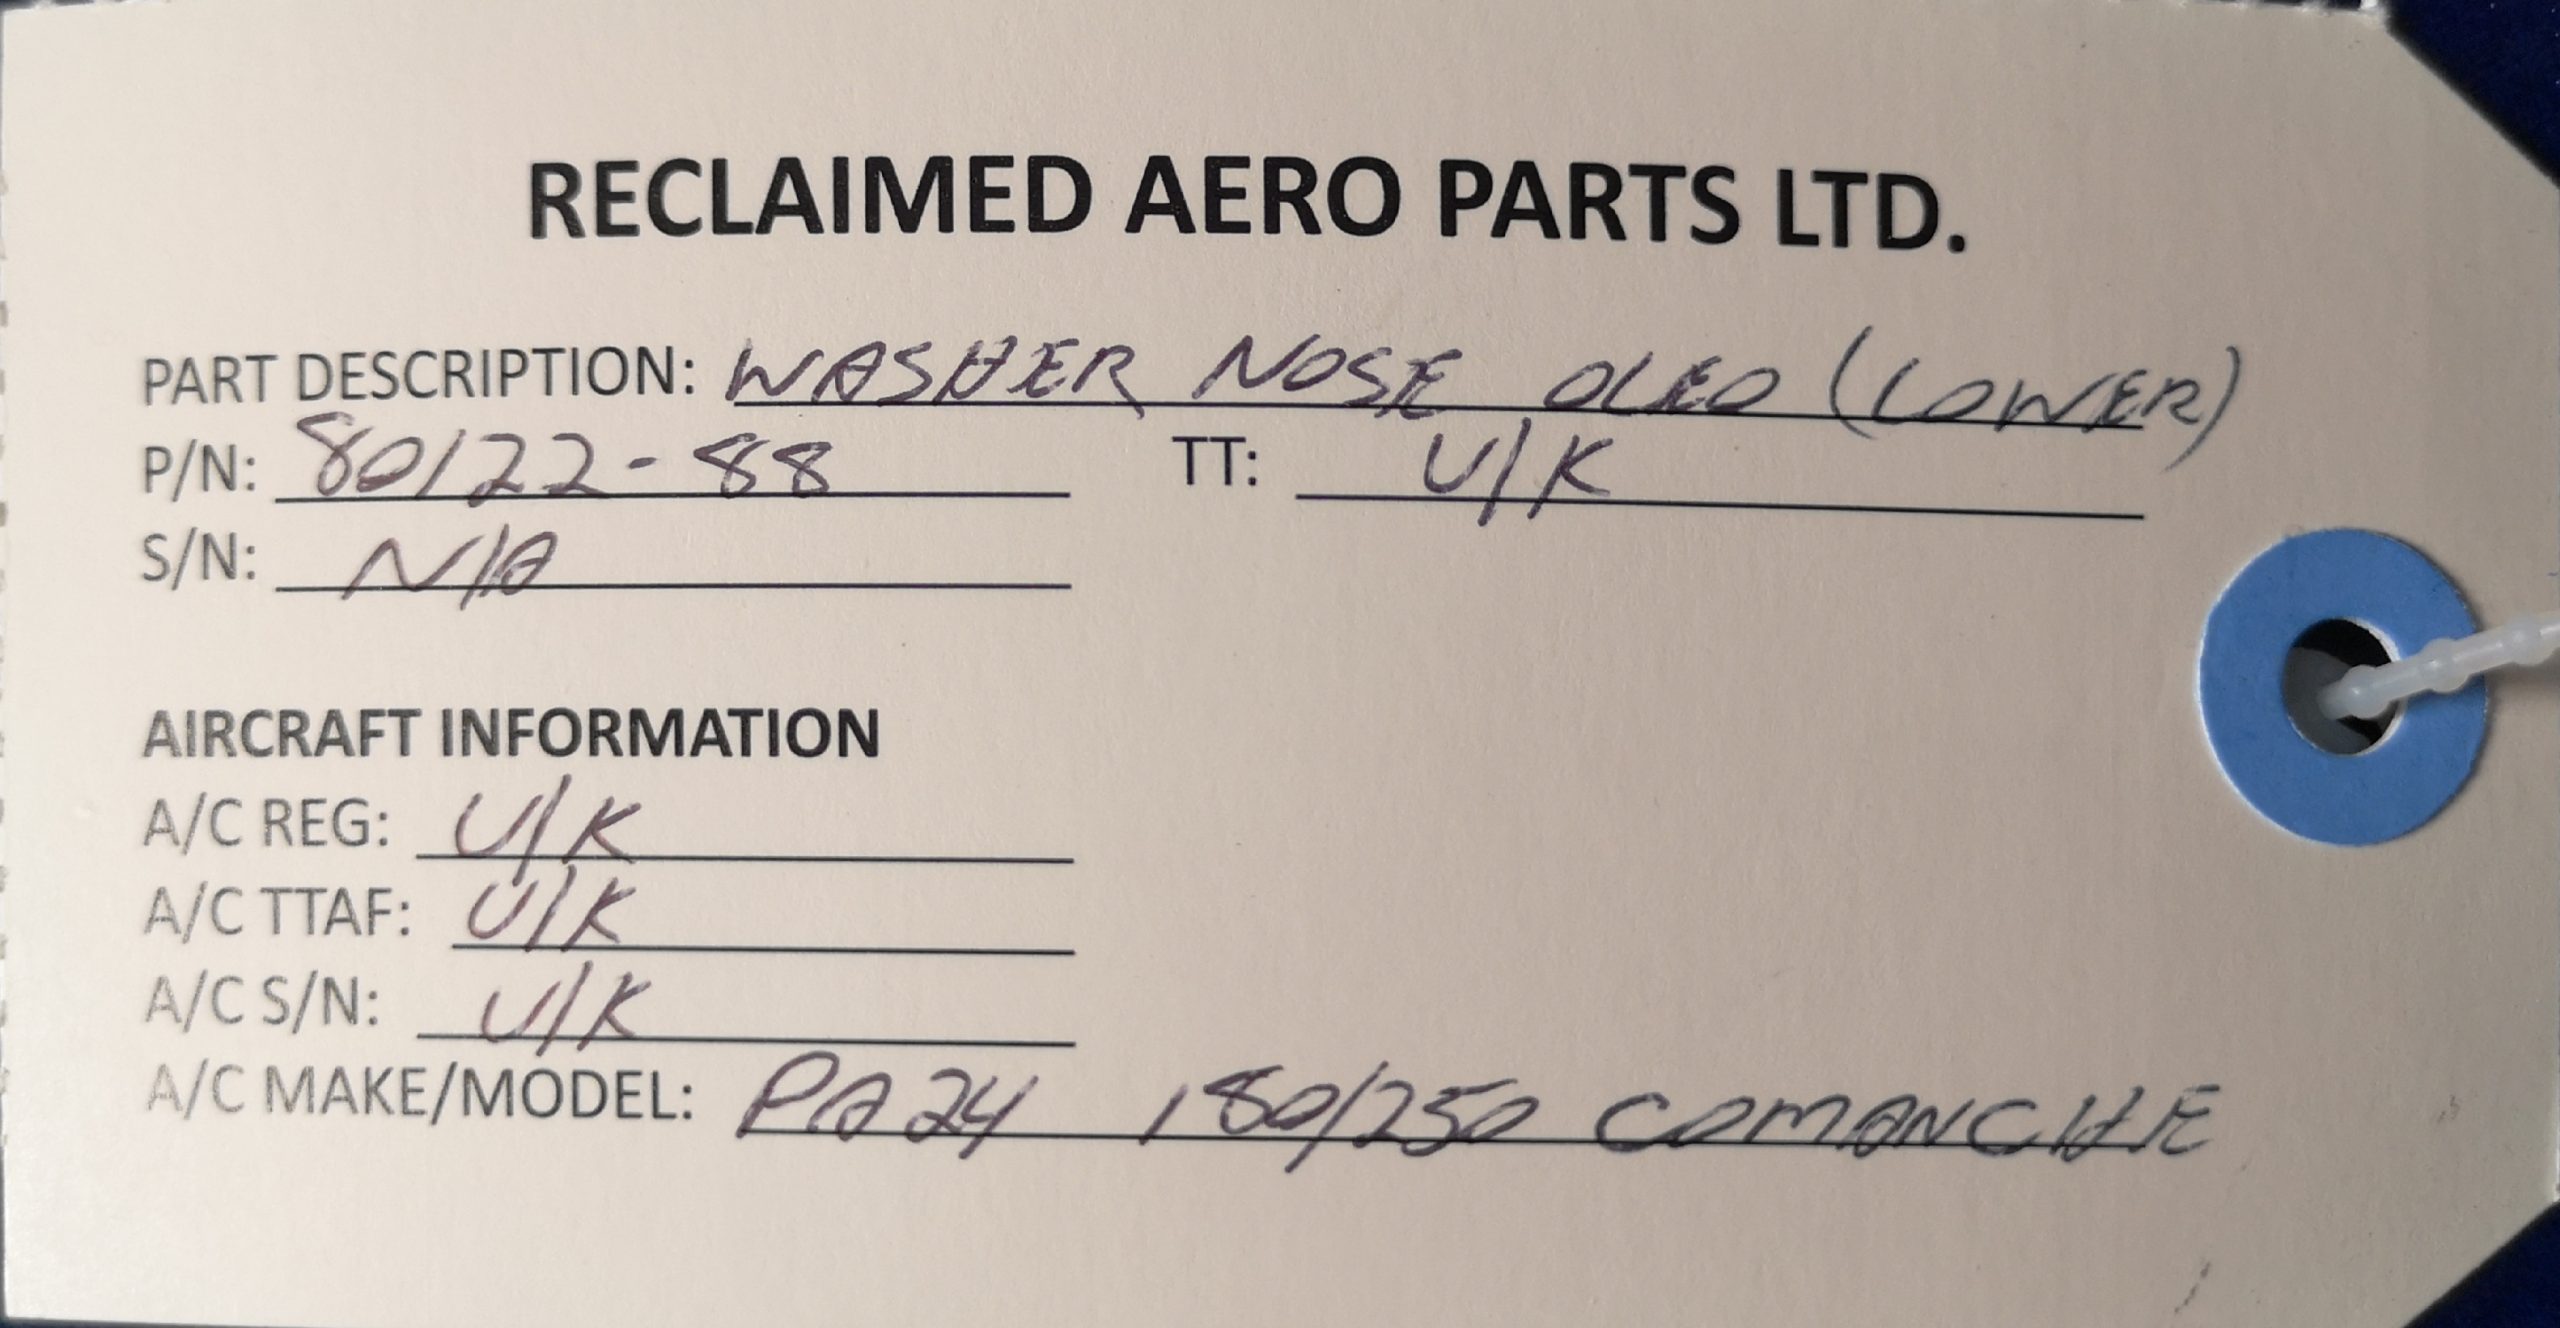 RECLAIMED AERO PARTS LTD.
PART DESCRIPTION: WASHER NOSE OLEO (LOWER)
P/N: 80122-88 TT: U/K
S/N: N/A
AIRCRAFT INFORMATION
A/C REG: U/K
A/C TTAF: U/K
A/C S/N: U/K
A/C MAKE/MODEL: PA24 180/250 COMANCHE